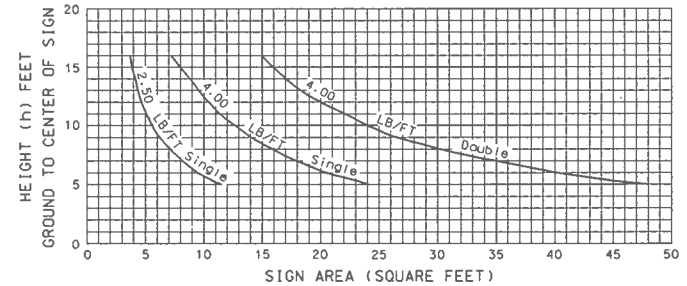 HEIGHT (h) FEET
GROUND TO CENTER OF SIGN
20
15
10
5
0
2.50 LB/FT Single
4.00 LB/FT Single
4.00 LB/FT Double
0 5 10 15 20 25 30 35 40 45 50
SIGN AREA (SQUARE FEET)